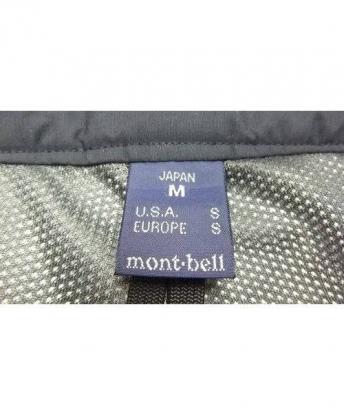 JAPAN
M
U.S.A. S
EUROPE S
mont-bell